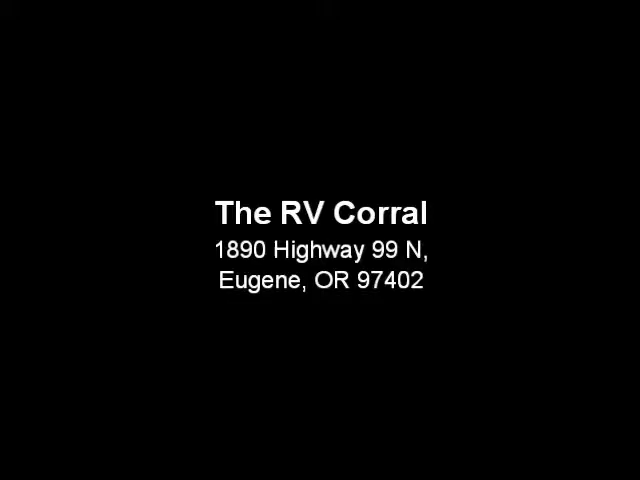 The RV Corral
1890 Highway 99 N,
Eugene, OR 97402